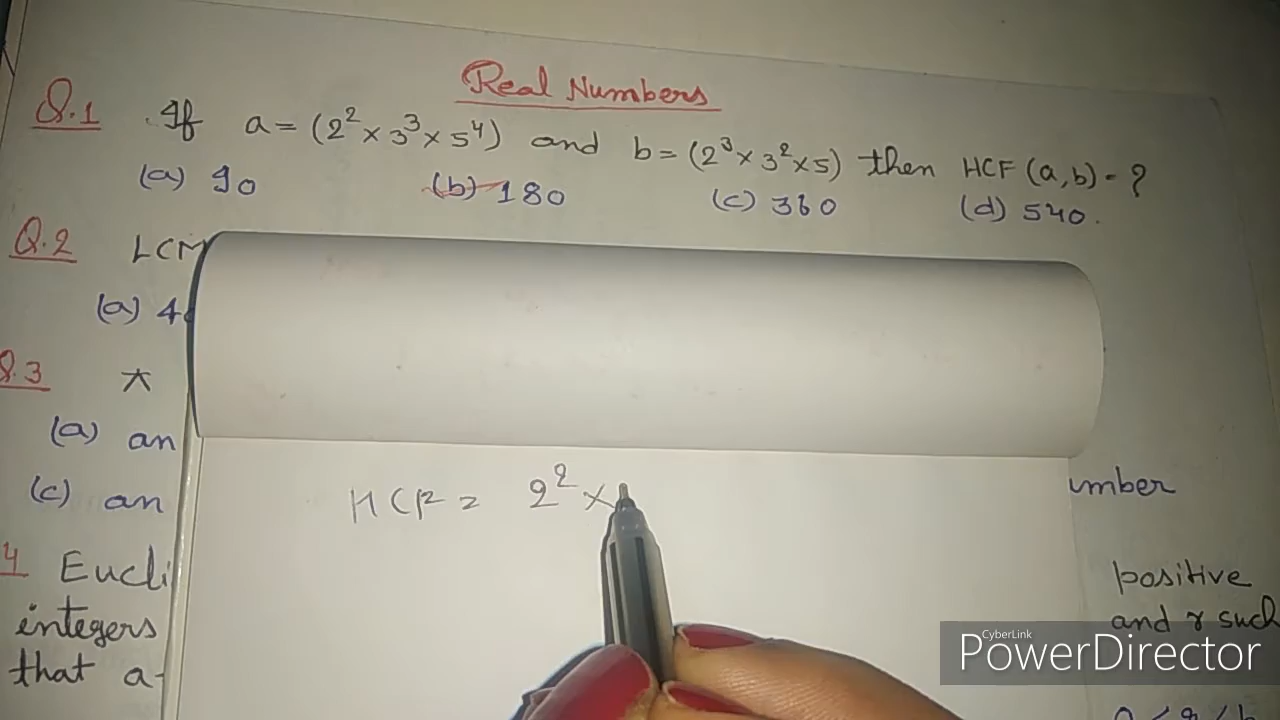 Real Numbers
Q.1 If a = (2² × 3³ × 5⁴) and b = (2³ × 3² × 5) then HCF (a, b) = ?
(a) 90 (b) 180 (c) 360 (d) 540.
Q.2 LCM
(a) 4
Q.3
(a) an
(c) an umber
4 Eucli positive
integers and r such
that a-
HCF = 2² ×
CyberLink
PowerDirector